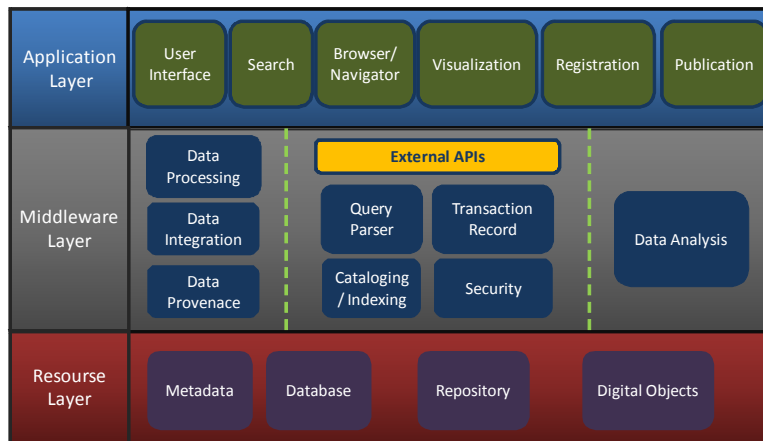 Application
Layer
User
Interface
Search
Browser/
Navigator
Visualization
Registration
Publication
Middleware
Layer
Data
Processing
Data
Integration
Data
Provenace
External APIs
Query
Parser
Transaction
Record
Cataloging
/ Indexing
Security
Data Analysis
Resourse
Layer
Metadata
Database
Repository
Digital Objects